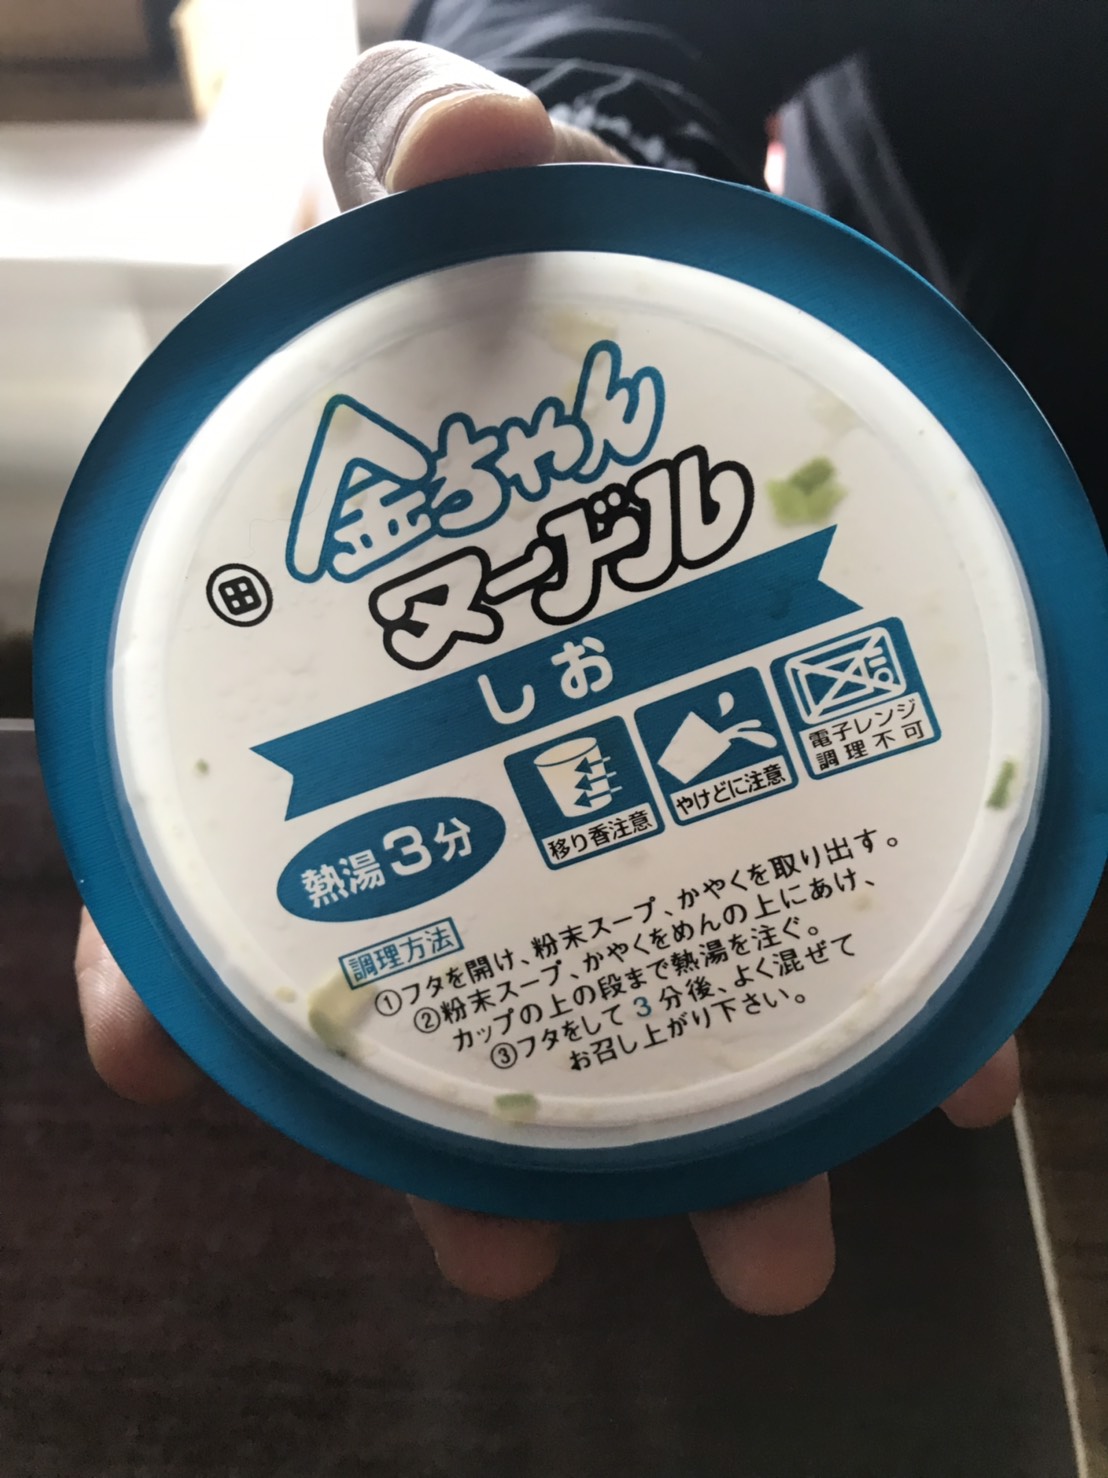 金ちゃん
ヌードル
田
しお
熱湯3分
移り香注意
やけどに注意
電子レンジ
調理不可
調理方法
①フタを開け、粉末スープ、かやくを取り出す。
②粉末スープ、かやくをめんの上にあけ、
カップの上の段まで熱湯を注ぐ。
③フタをして3分後、よく混ぜて
お召し上がり下さい。